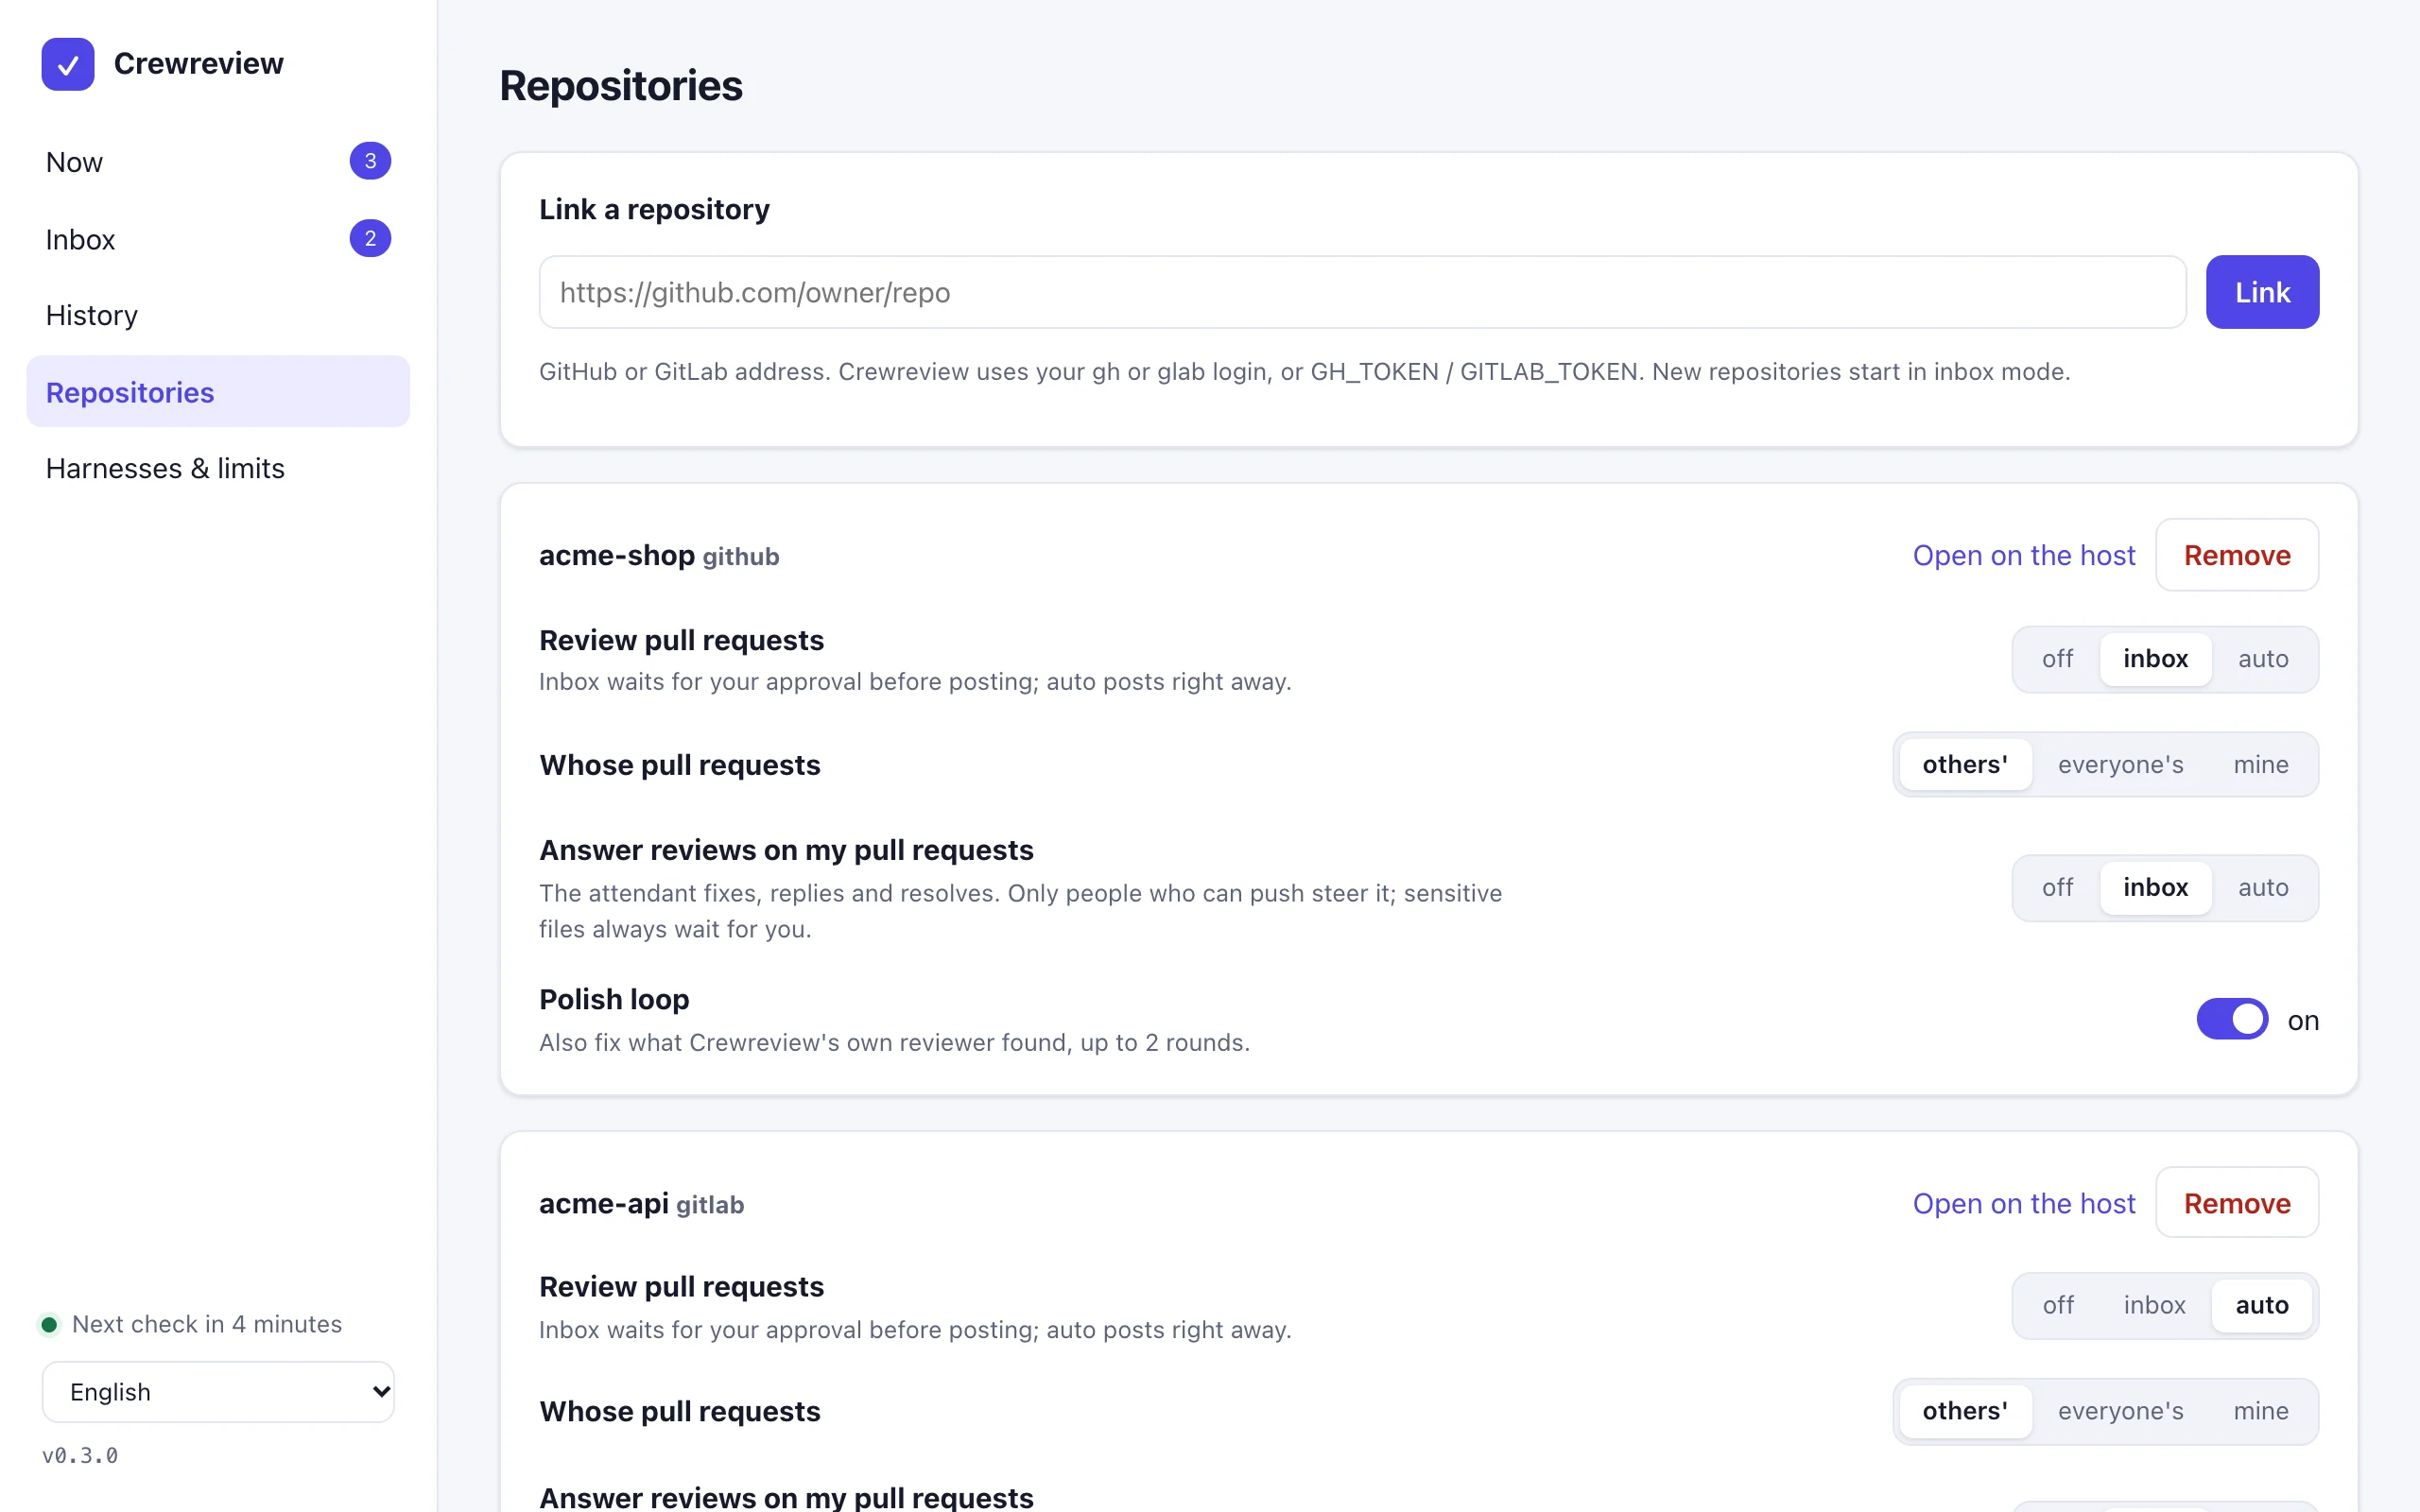 Crewreview
Now 3
Inbox 2
History
Repositories
Harnesses & limits
Next check in 4 minutes
English
v0.3.0
Repositories
Link a repository
https://github.com/owner/repo Link
GitHub or GitLab address. Crewreview uses your gh or glab login, or GH_TOKEN / GITLAB_TOKEN. New repositories start in inbox mode.
acme-shop github Open on the host Remove
Review pull requests
Inbox waits for your approval before posting; auto posts right away.
off inbox auto
Whose pull requests
others' everyone's mine
Answer reviews on my pull requests
The attendant fixes, replies and resolves. Only people who can push steer it; sensitive
files always wait for you.
off inbox auto
Polish loop
Also fix what Crewreview's own reviewer found, up to 2 rounds.
on
acme-api gitlab Open on the host Remove
Review pull requests
Inbox waits for your approval before posting; auto posts right away.
off inbox auto
Whose pull requests
others' everyone's mine
Answer reviews on my pull requests